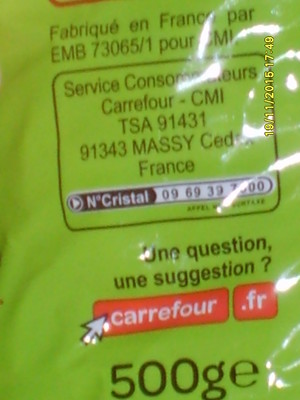 Fabriqué en France par
EMB 73065/1 pour CMI
Service Consommateurs
Carrefour - CMI
TSA 91431
91343 MASSY Cedex
France
N°Cristal 09 69 39 7000
Une question,
une suggestion ?
carrefour .fr
500g e
19/11/2015 17:49